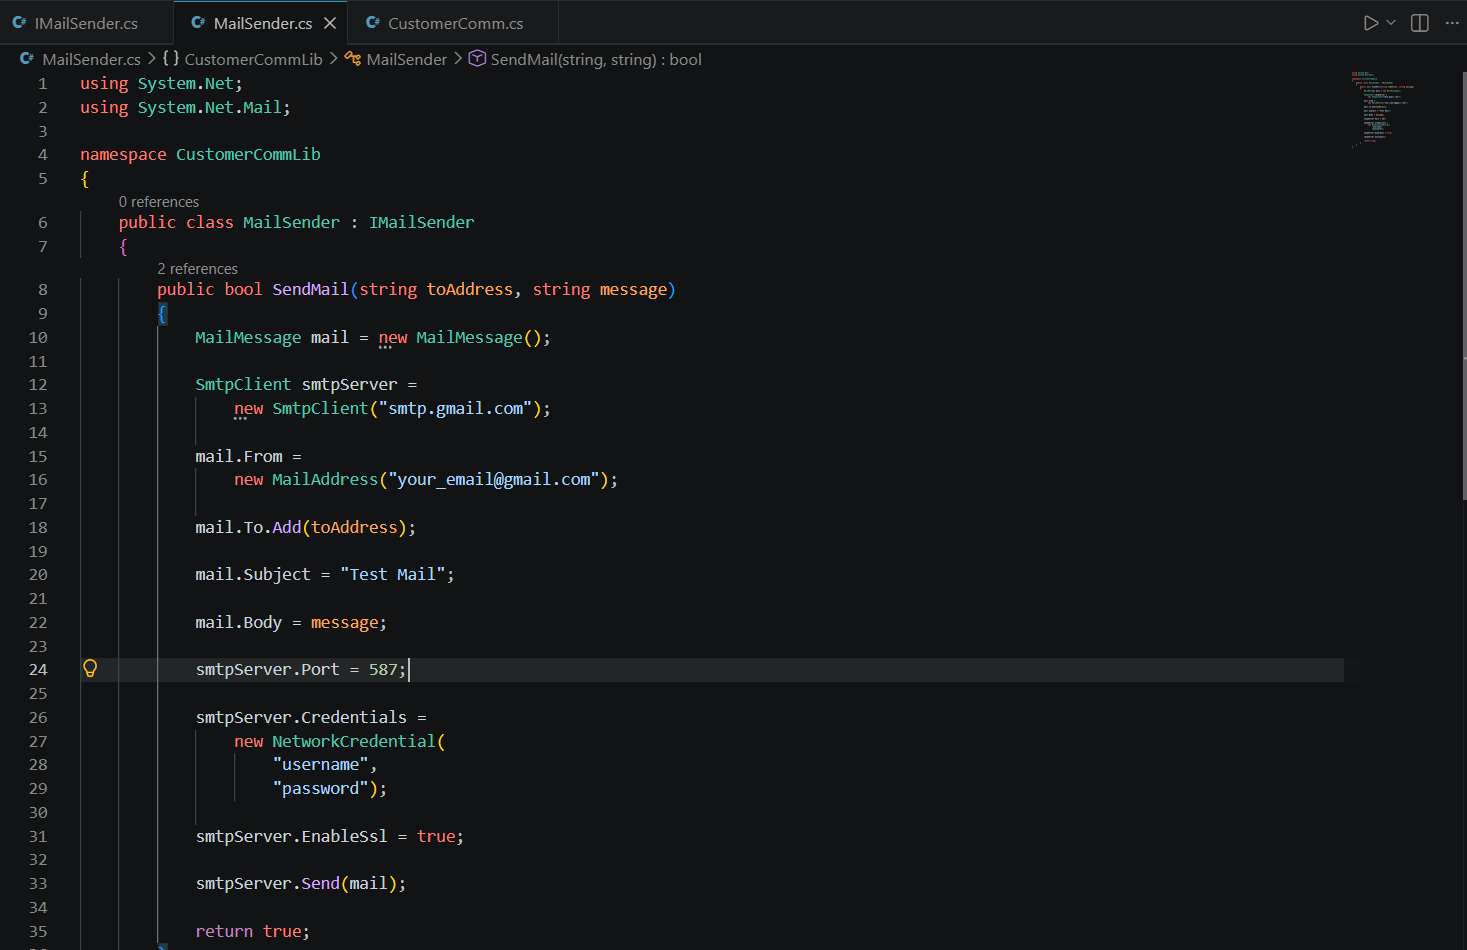 IMailSender.cs MailSender.cs CustomerComm.cs
MailSender.cs > {} CustomerCommLib > MailSender > SendMail(string, string) : bool
1 using System.Net;
2 using System.Net.Mail;
3
4 namespace CustomerCommLib
5 {
0 references
6 public class MailSender : IMailSender
7 {
2 references
8 public bool SendMail(string toAddress, string message)
9 {
10 MailMessage mail = new MailMessage();
11
12 SmtpClient smtpServer =
13 new SmtpClient("smtp.gmail.com");
14
15 mail.From =
16 new MailAddress("your_email@gmail.com");
17
18 mail.To.Add(toAddress);
19
20 mail.Subject = "Test Mail";
21
22 mail.Body = message;
23
24 smtpServer.Port = 587;
25
26 smtpServer.Credentials =
27 new NetworkCredential(
28 "username",
29 "password");
30
31 smtpServer.EnableSsl = true;
32
33 smtpServer.Send(mail);
34
35 return true;